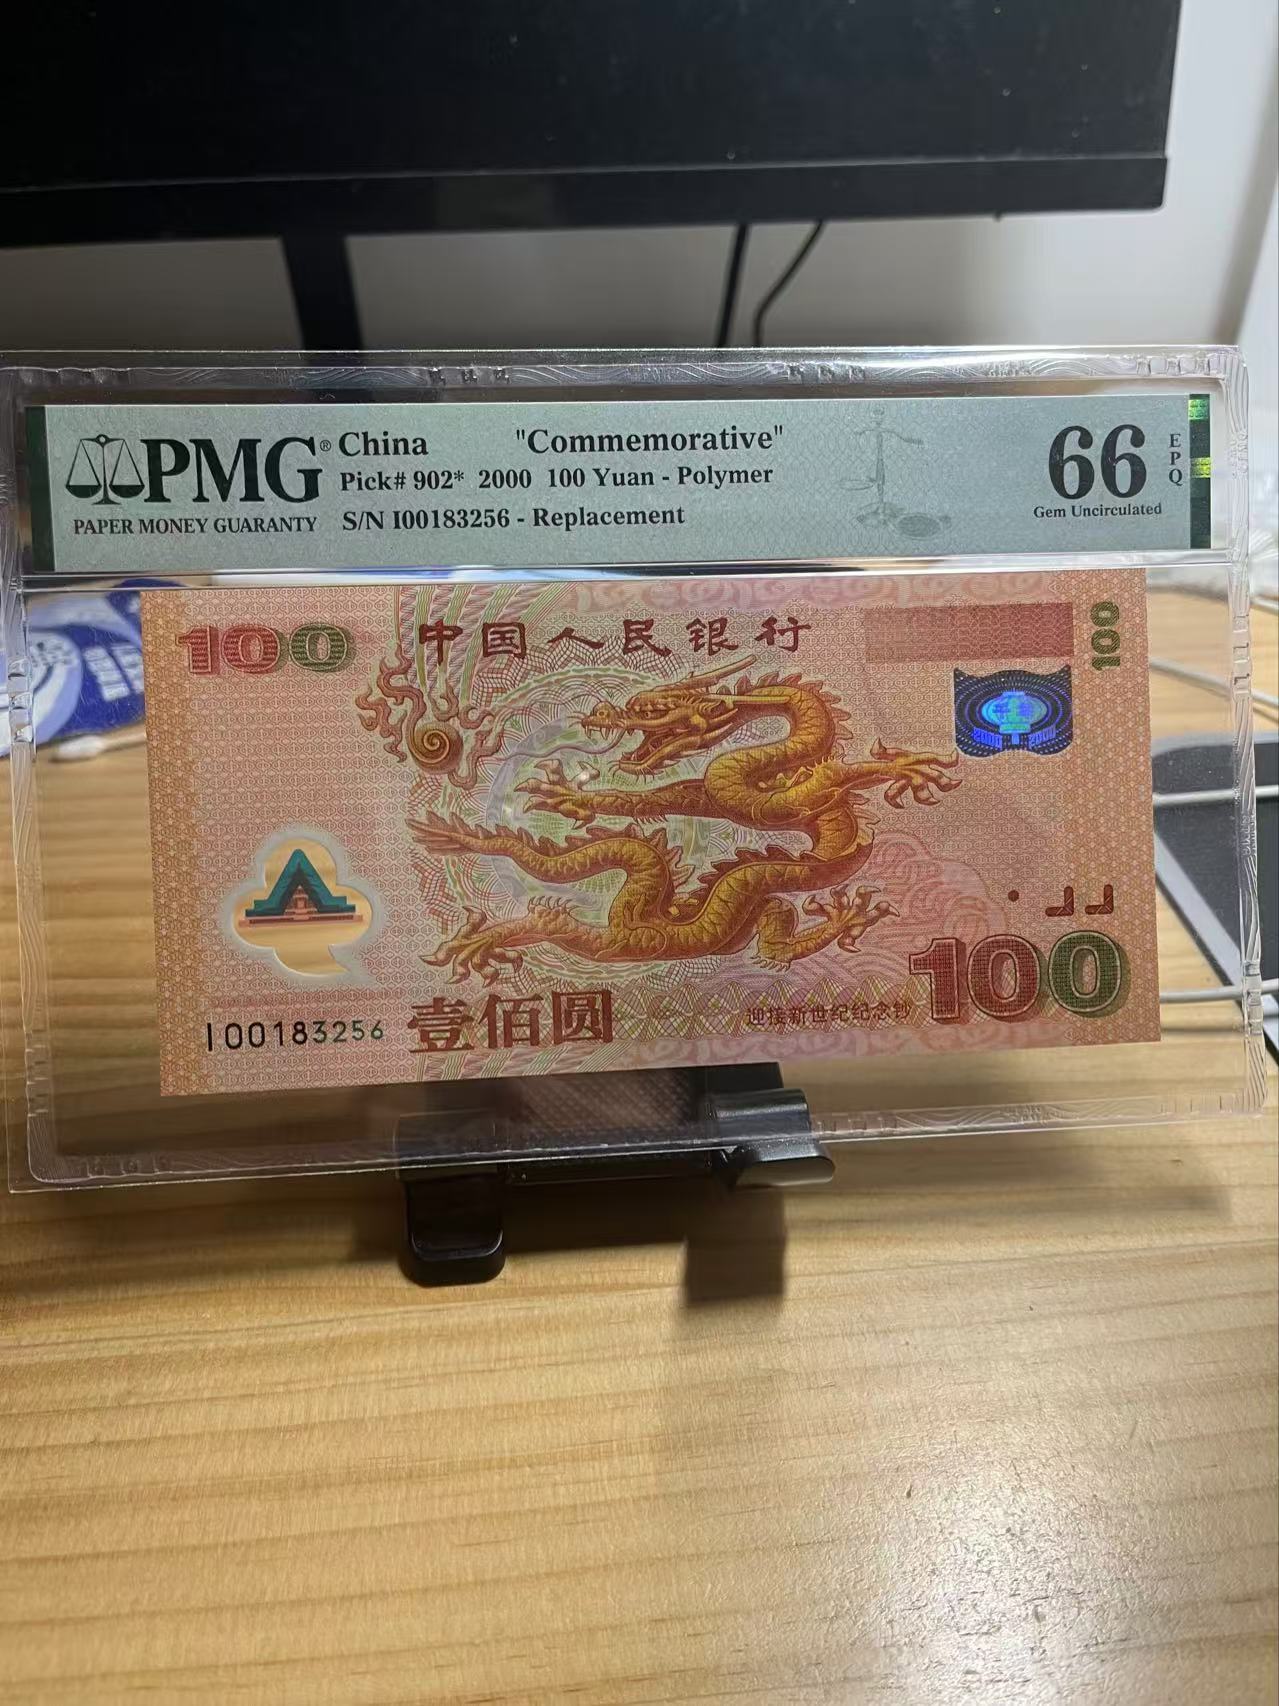 PMG® China "Commemorative" 66 EPQ
Pick# 902* 2000 100 Yuan - Polymer
PAPER MONEY GUARANTY S/N I00183256 - Replacement Gem Uncirculated
100 中国人民银行 100
2000 2000
100
I00183256 壹佰圆 迎接新世纪纪念钞